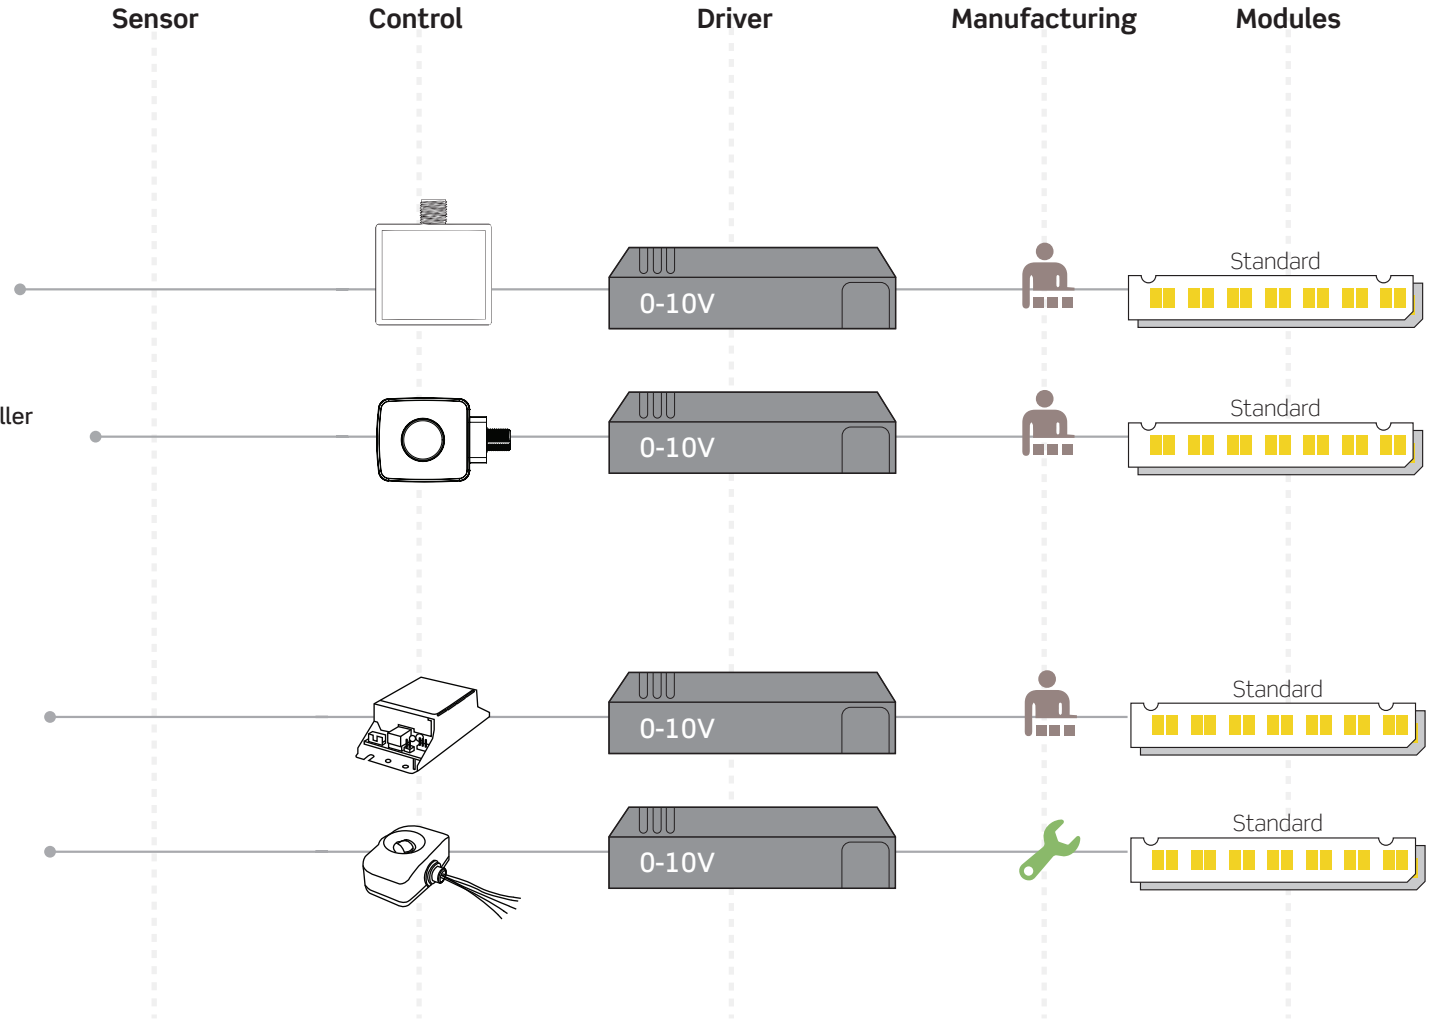 Sensor Control Driver Manufacturing Modules
Standard
0-10V
ller
Standard
0-10V
Standard
0-10V
Standard
0-10V